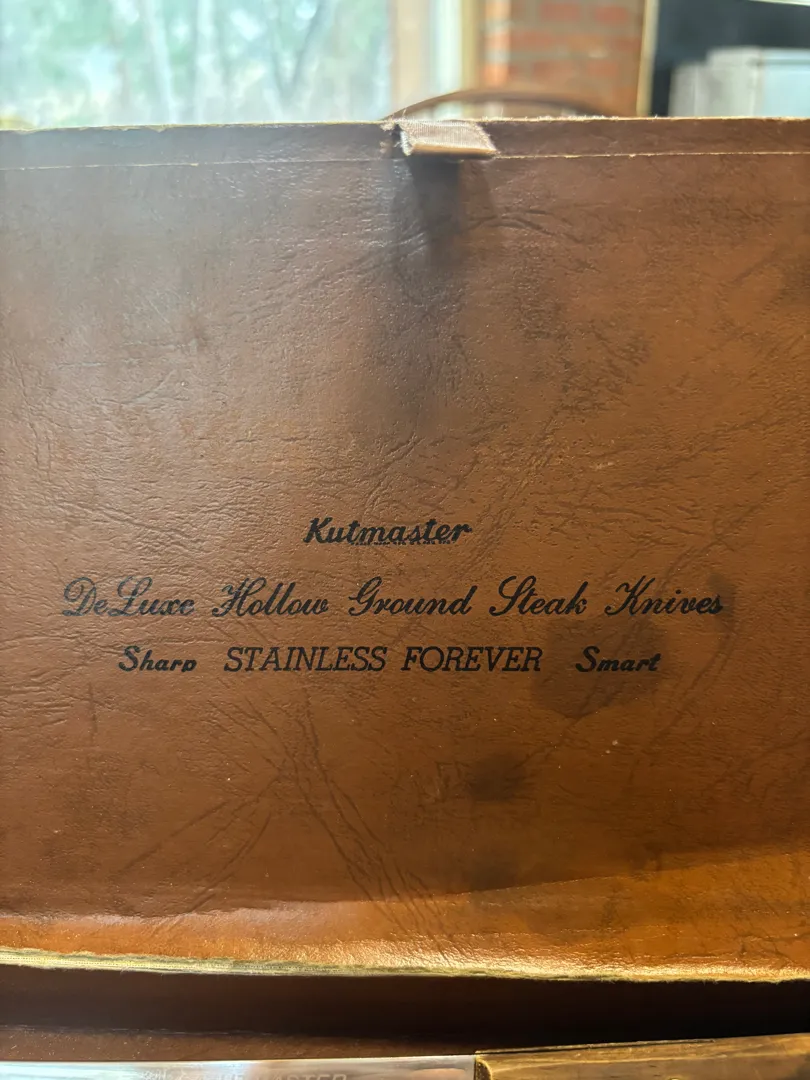 Kutmaster
DeLuxe Hollow Ground Steak Knives
Sharp STAINLESS FOREVER Smart